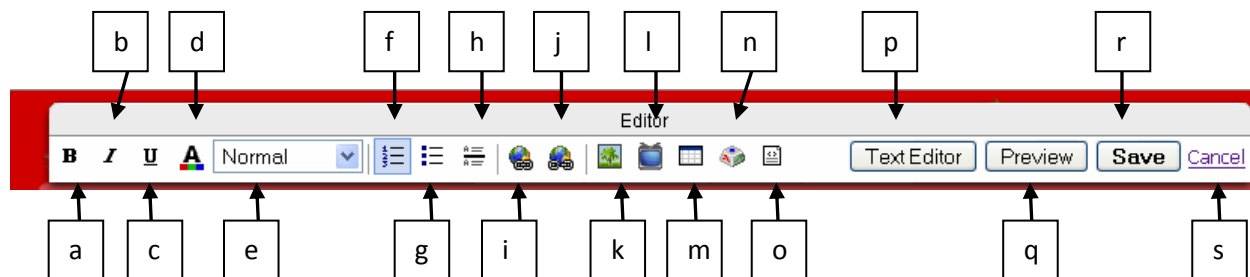 b d f h j l n p r
Editor
B I U A Normal Text Editor Preview Save Cancel
a c e g i k m o q s